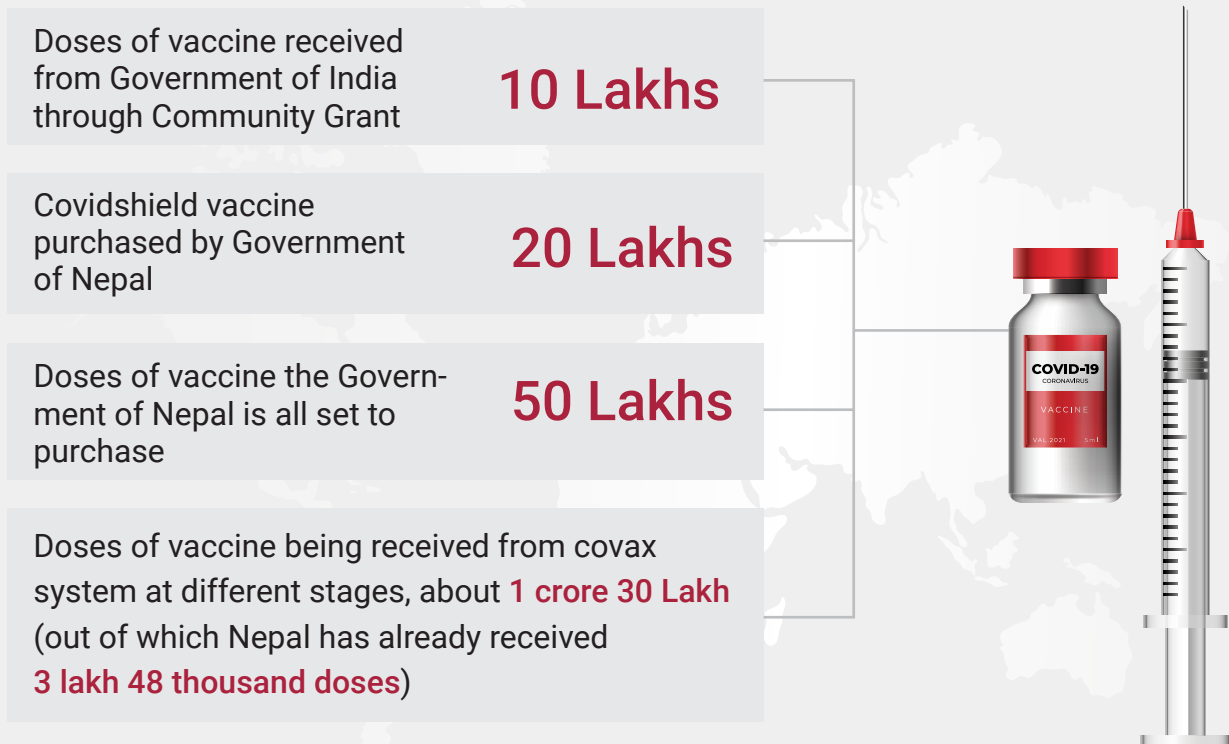 Doses of vaccine received
from Government of India
through Community Grant
10 Lakhs
Covidshield vaccine
purchased by Government
of Nepal
20 Lakhs
Doses of vaccine the Govern-
ment of Nepal is all set to
purchase
50 Lakhs
Doses of vaccine being received from covax
system at different stages, about 1 crore 30 Lakh
(out of which Nepal has already received
3 lakh 48 thousand doses)
COVID-19
CORONAVIRUS
VACCINE
VAL.2021 5ml